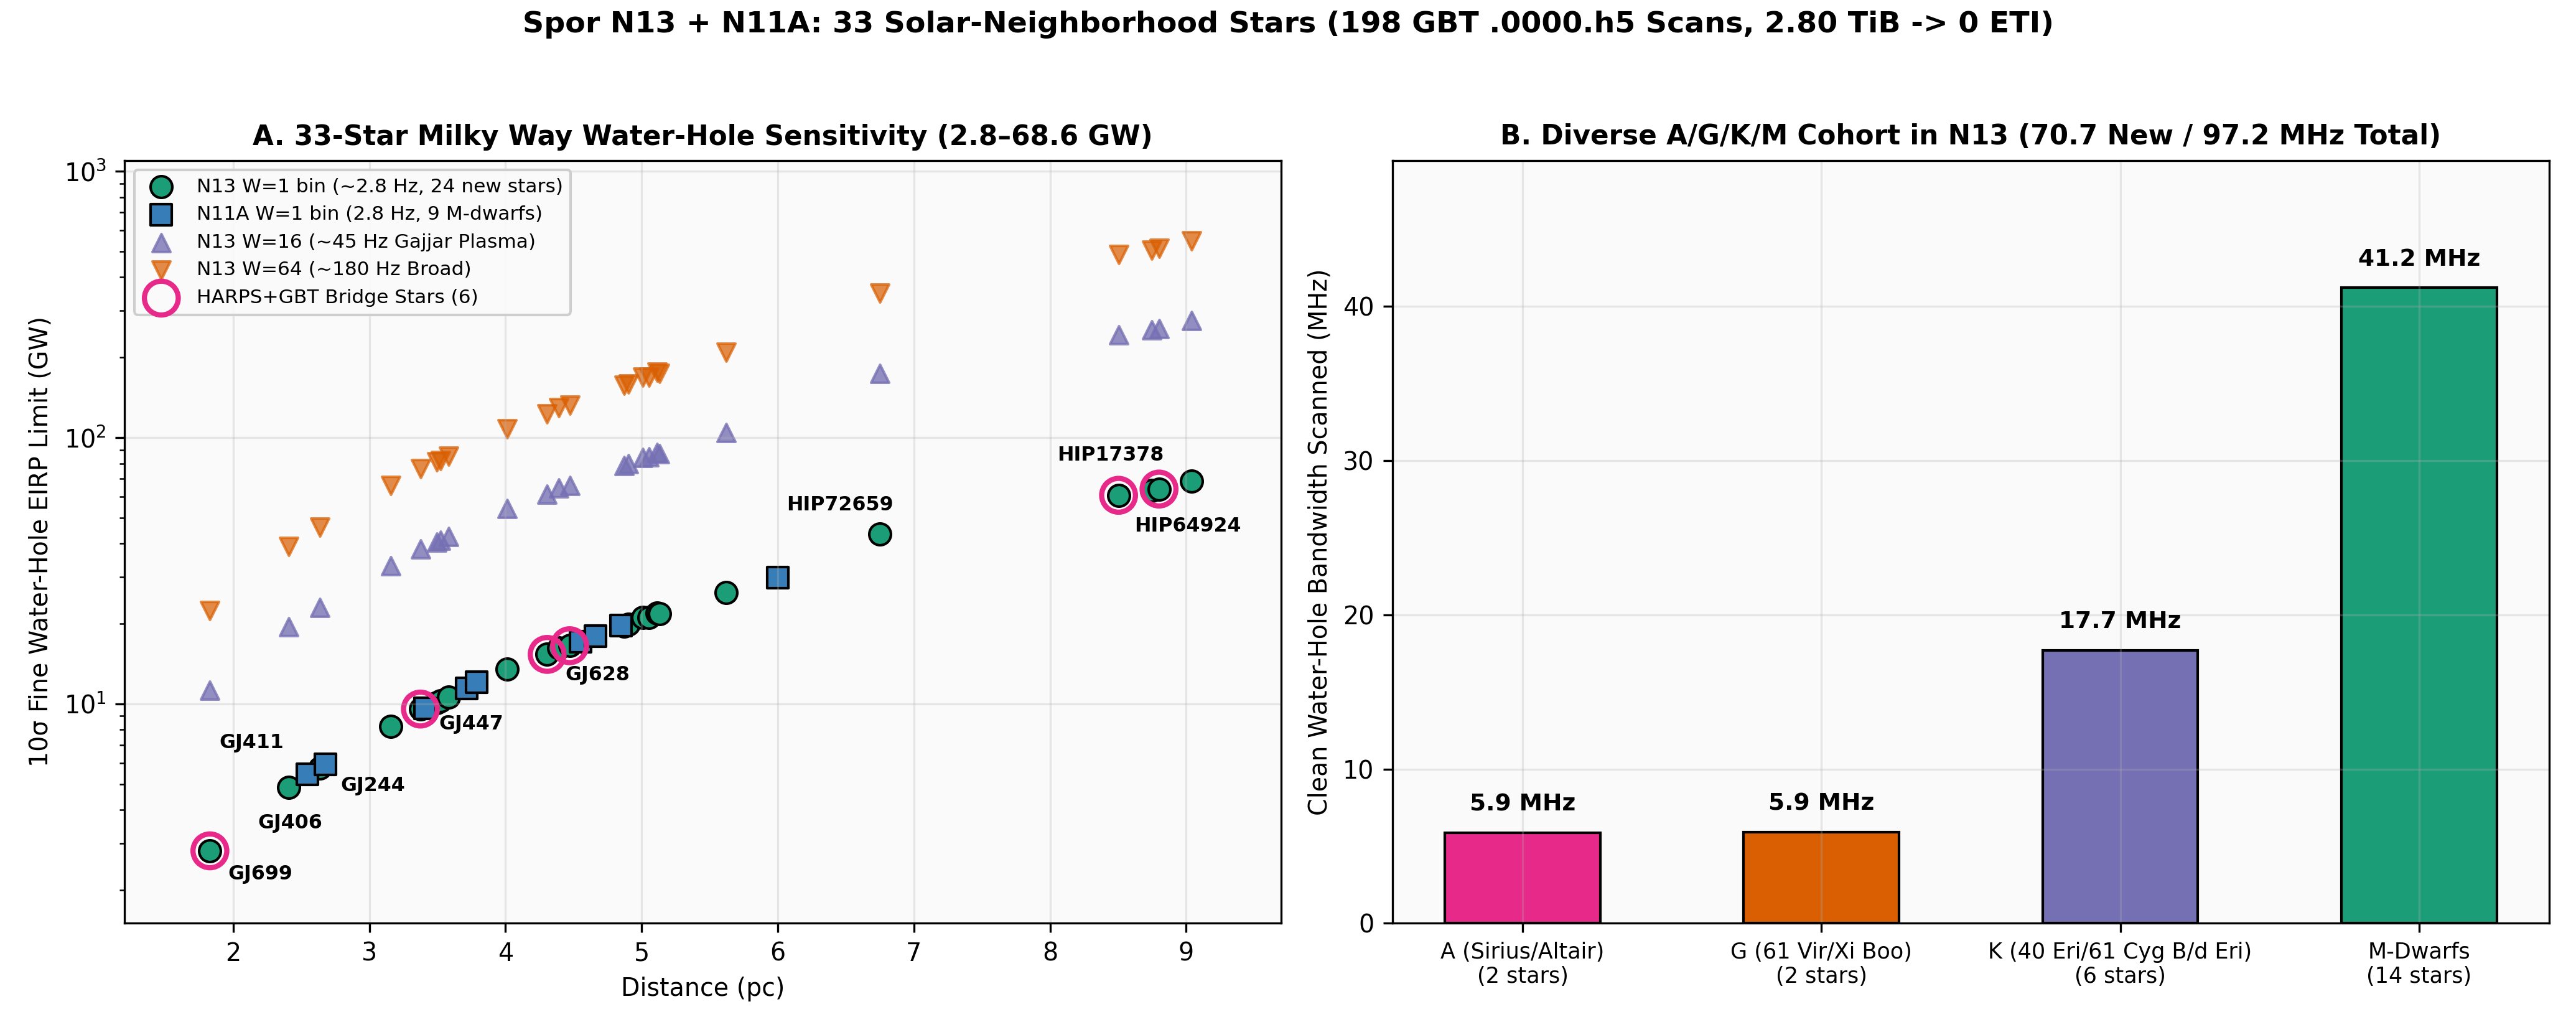 Spor N13 + N11A: 33 Solar-Neighborhood Stars (198 GBT .0000.h5 Scans, 2.80 TiB -> 0 ETI)
A. 33-Star Milky Way Water-Hole Sensitivity (2.8–68.6 GW)
10σ Fine Water-Hole EIRP Limit (GW)
10³
10²
10¹
N13 W=1 bin (~2.8 Hz, 24 new stars)
N11A W=1 bin (2.8 Hz, 9 M-dwarfs)
N13 W=16 (~45 Hz Gajjar Plasma)
N13 W=64 (~180 Hz Broad)
HARPS+GBT Bridge Stars (6)
HIP17378
HIP72659
HIP64924
GJ628
GJ447
GJ411
GJ244
GJ406
GJ699
2 3 4 5 6 7 8 9
Distance (pc)
B. Diverse A/G/K/M Cohort in N13 (70.7 New / 97.2 MHz Total)
Clean Water-Hole Bandwidth Scanned (MHz)
40
30
20
10
0
5.9 MHz
5.9 MHz
17.7 MHz
41.2 MHz
A (Sirius/Altair)
(2 stars)
G (61 Vir/Xi Boo)
(2 stars)
K (40 Eri/61 Cyg B/d Eri)
(6 stars)
M-Dwarfs
(14 stars)